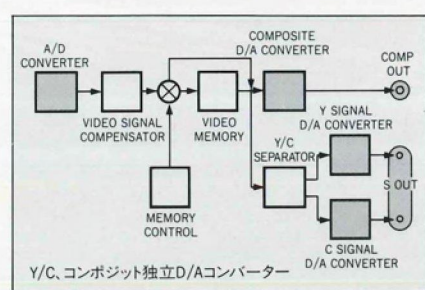 A/D
CONVERTER
COMPOSITE
D/A CONVERTER
COMP
OUT
VIDEO SIGNAL
COMPENSATOR
VIDEO
MEMORY
Y SIGNAL
D/A CONVERTER
Y/C
SEPARATOR
S OUT
MEMORY
CONTROL
C SIGNAL
D/A CONVERTER
Y/C、コンポジット独立D/Aコンバーター